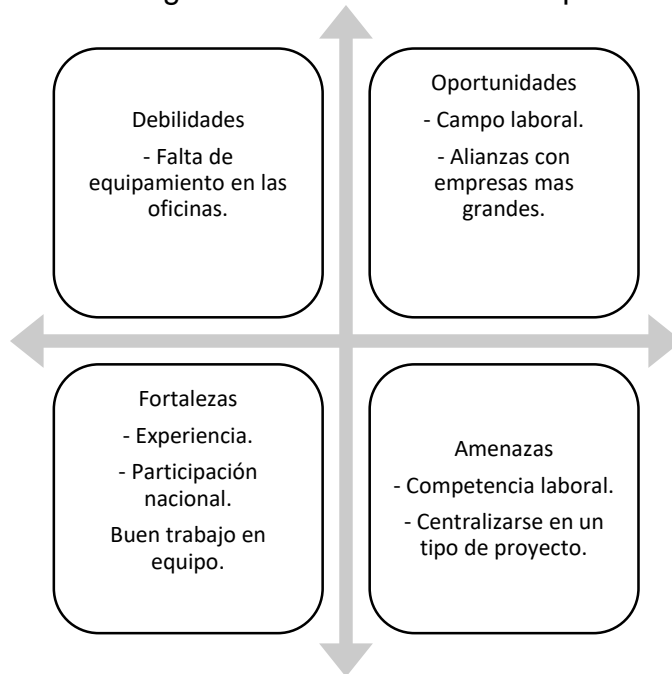 Debilidades
- Falta de
equipamiento en las
oficinas.
Oportunidades
- Campo laboral.
- Alianzas con
empresas mas
grandes.
Fortalezas
- Experiencia.
- Participación
nacional.
Buen trabajo en
equipo.
Amenazas
- Competencia laboral.
- Centralizarse en un
tipo de proyecto.